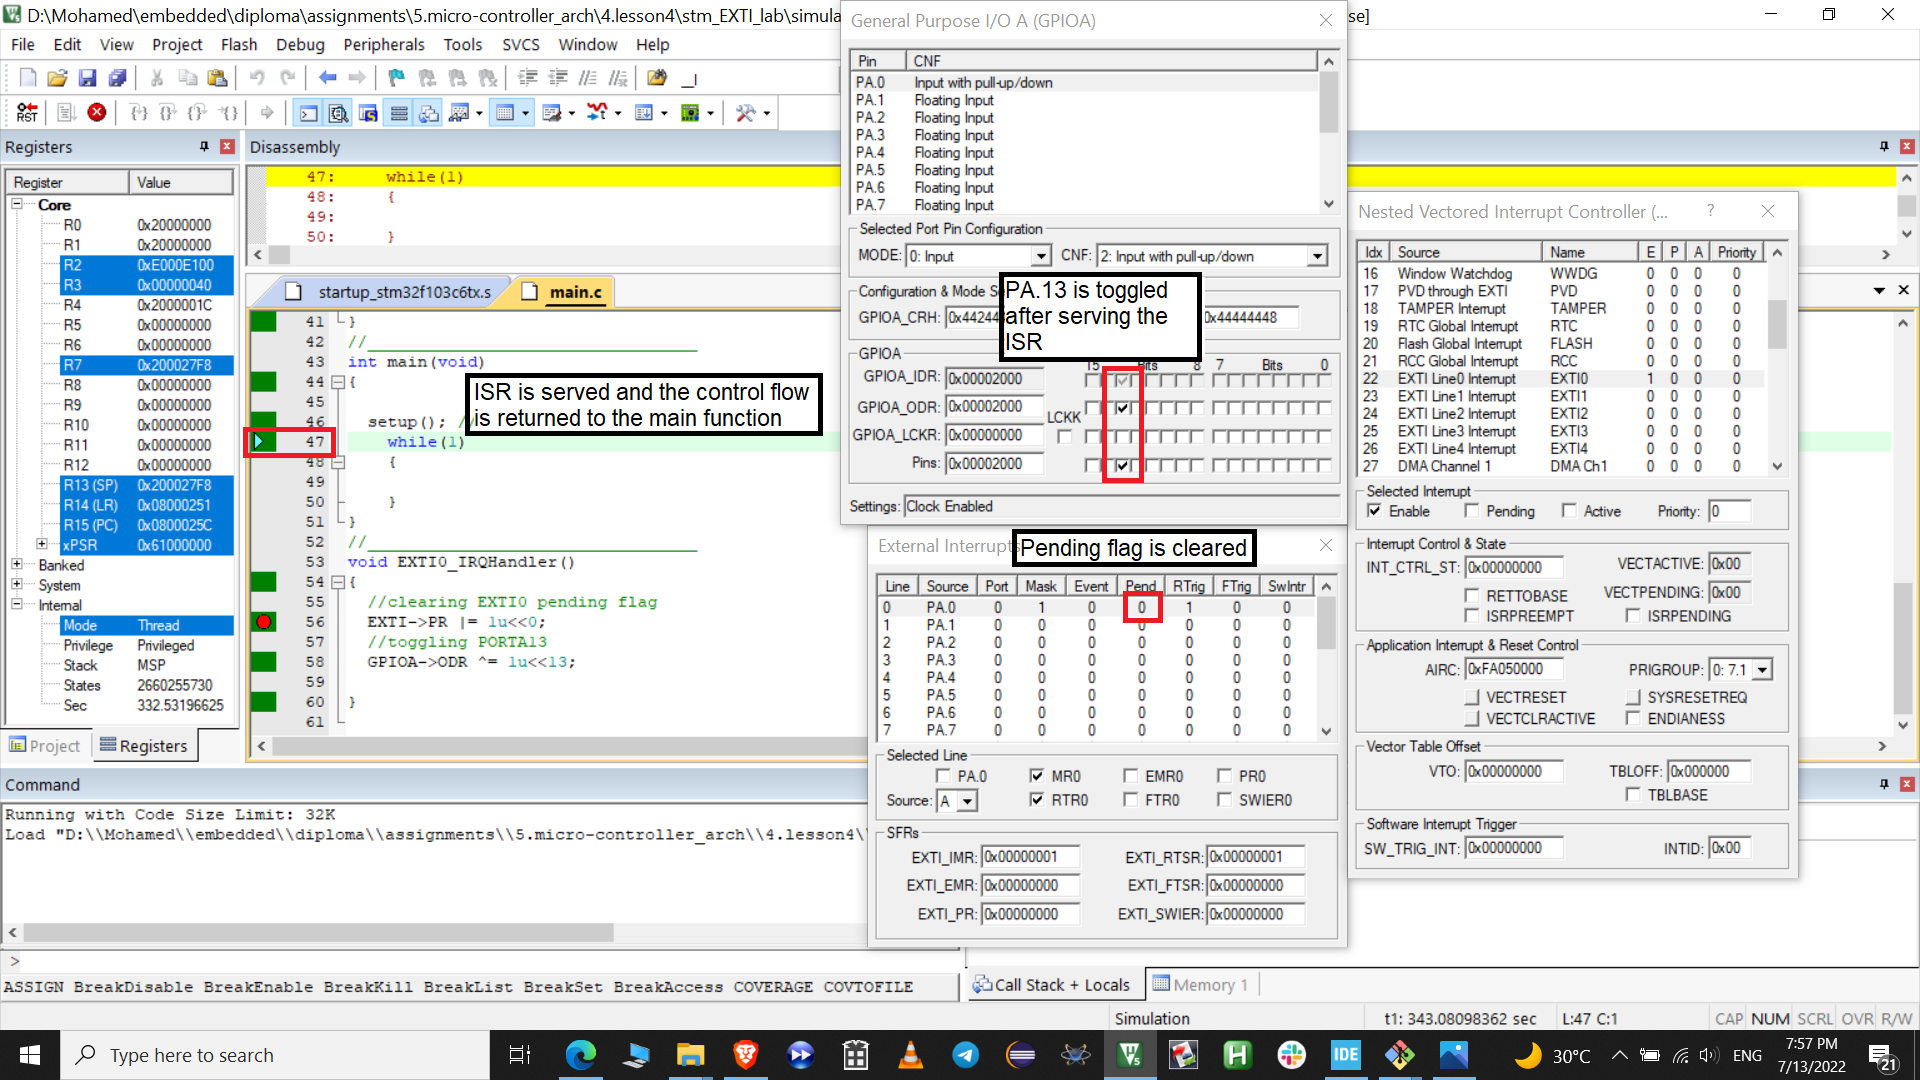 D:\Mohamed\embedded\diploma\assignments\5.micro-controller_arch\4.lesson4\stm_EXTI_lab\simula
se]
File Edit View Project Flash Debug Peripherals Tools SVCS Window Help
RST
Registers
Register Value
Core
R0 0x20000000
R1 0x20000000
R2 0xE000E100
R3 0x00000040
R4 0x2000001C
R5 0x00000000
R6 0x00000000
R7 0x200027F8
R8 0x00000000
R9 0x00000000
R10 0x00000000
R11 0x00000000
R12 0x00000000
R13 (SP) 0x200027F8
R14 (LR) 0x08000251
R15 (PC) 0x0800025C
xPSR 0x61000000
Banked
System
Internal
Mode Thread
Privilege Privileged
Stack MSP
States 2660255730
Sec 332.53196625
Project Registers
Disassembly
47: while(1)
48: {
49:
50: }
startup_stm32f103c6tx.s main.c
41 }
42 //
43 int main(void)
44 {
45
46 setup(); /
47 while(1)
48 {
49
50 }
51 }
52 //
53 void EXTI0_IRQHandler()
54 {
55 //clearing EXTI0 pending flag
56 EXTI->PR |= 1u<<0;
57 //toggling PORTA13
58 GPIOA->ODR ^= 1u<<13;
59
60 }
61
ISR is served and the control flow
is returned to the main function
General Purpose I/O A (GPIOA)
Pin CNF
PA.0 Input with pull-up/down
PA.1 Floating Input
PA.2 Floating Input
PA.3 Floating Input
PA.4 Floating Input
PA.5 Floating Input
PA.6 Floating Input
PA.7 Floating Input
Selected Port Pin Configuration
MODE: 0: Input CNF: 2: Input with pull-up/down
Configuration & Mode Se
GPIOA_CRH: 0x4424 0x44444448
PA.13 is toggled
after serving the
ISR
GPIOA
15 Bits 8 7 Bits 0
GPIOA_IDR: 0x00002000
GPIOA_ODR: 0x00002000
LCKK
GPIOA_LCKR: 0x00000000
Pins: 0x00002000
Settings: Clock Enabled
External Interrupts
Pending flag is cleared
Line Source Port Mask Event Pend RTrig FTrig SwIntr
0 PA.0 0 1 0 0 1 0 0
1 PA.1 0 0 0 0 0 0 0
2 PA.2 0 0 0 0 0 0 0
3 PA.3 0 0 0 0 0 0 0
4 PA.4 0 0 0 0 0 0 0
5 PA.5 0 0 0 0 0 0 0
6 PA.6 0 0 0 0 0 0 0
7 PA.7 0 0 0 0 0 0 0
Selected Line
PA.0 MR0 EMR0 PR0
Source: A RTR0 FTR0 SWIER0
SFRs
EXTI_IMR: 0x00000001 EXTI_RTSR: 0x00000001
EXTI_EMR: 0x00000000 EXTI_FTSR: 0x00000000
EXTI_PR: 0x00000000 EXTI_SWIER: 0x00000000
Nested Vectored Interrupt Controller (...
Idx Source Name E P A Priority
16 Window Watchdog WWDG 0 0 0 0
17 PVD through EXTI PVD 0 0 0 0
18 TAMPER Interrupt TAMPER 0 0 0 0
19 RTC Global Interrupt RTC 0 0 0 0
20 Flash Global Interrupt FLASH 0 0 0 0
21 RCC Global Interrupt RCC 0 0 0 0
22 EXTI Line0 Interrupt EXTI0 1 0 0 0
23 EXTI Line1 Interrupt EXTI1 0 0 0 0
24 EXTI Line2 Interrupt EXTI2 0 0 0 0
25 EXTI Line3 Interrupt EXTI3 0 0 0 0
26 EXTI Line4 Interrupt EXTI4 0 0 0 0
27 DMA Channel 1 DMA Ch1 0 0 0 0
Selected Interrupt
Enable Pending Active Priority: 0
Interrupt Control & State
INT_CTRL_ST: 0x00000000 VECTACTIVE: 0x00
RETTOBASE VECTPENDING: 0x00
ISRPREEMPT ISRPENDING
Application Interrupt & Reset Control
AIRC: 0xFA050000 PRIGROUP: 0: 7.1
VECTRESET SYSRESETREQ
VECTCLRACTIVE ENDIANESS
Vector Table Offset
VTO: 0x00000000 TBLOFF: 0x000000
TBLBASE
Software Interrupt Trigger
SW_TRIG_INT: 0x00000000 INTID: 0x00
Command
Running with Code Size Limit: 32K
Load "D:\\Mohamed\\embedded\\diploma\\assignments\\5.micro-controller_arch\\4.lesson4\
>
ASSIGN BreakDisable BreakEnable BreakKill BreakList BreakSet BreakAccess COVERAGE COVTOFILE
Call Stack + Locals Memory 1
Simulation t1: 343.08098362 sec L:47 C:1 CAP NUM SCRL OVR R/W
Type here to search
IDE
30°C ENG
7:57 PM
7/13/2022
21